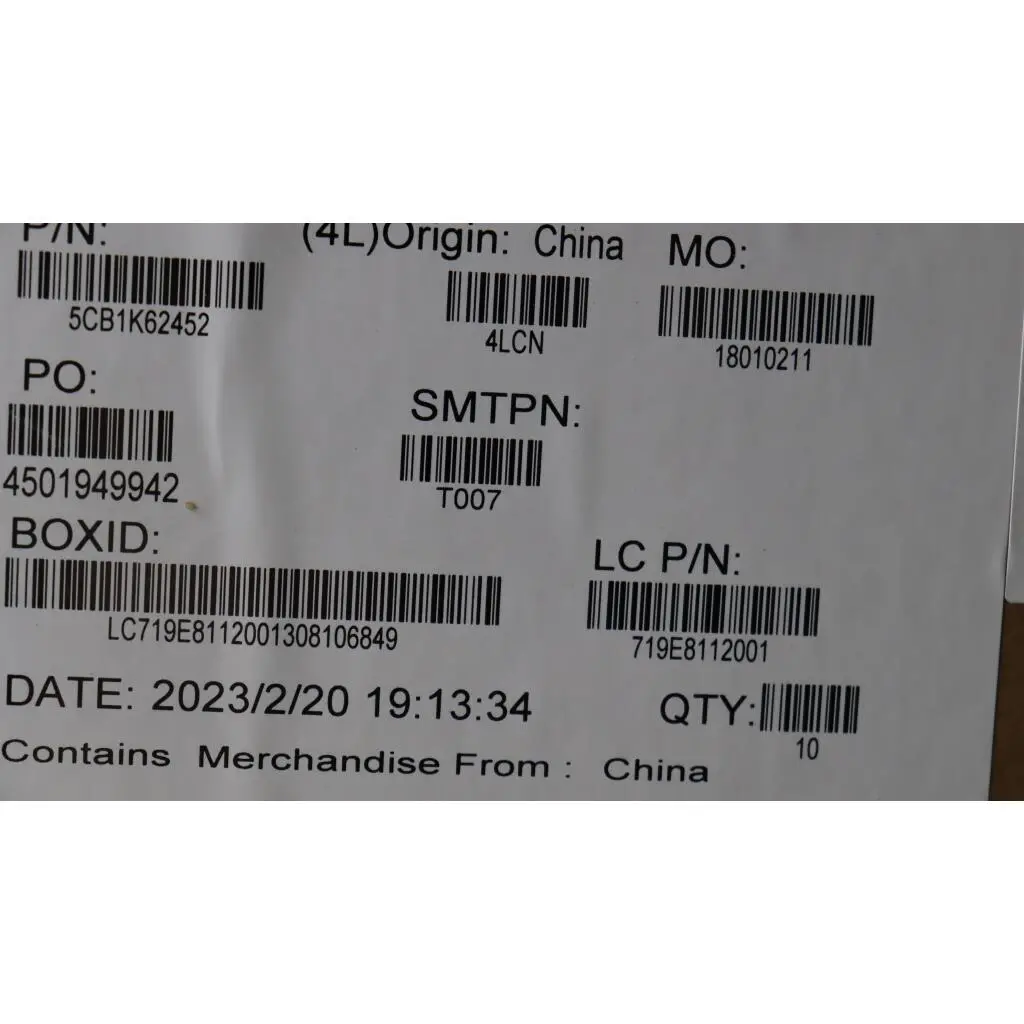 P/N: (4L)Origin: China MO:
5CB1K62452 4LCN 18010211
PO: SMTPN:
4501949942 T007
BOXID: LC P/N:
LC719E8112001308106849 719E8112001
DATE: 2023/2/20 19:13:34 QTY:
10
Contains Merchandise From : China